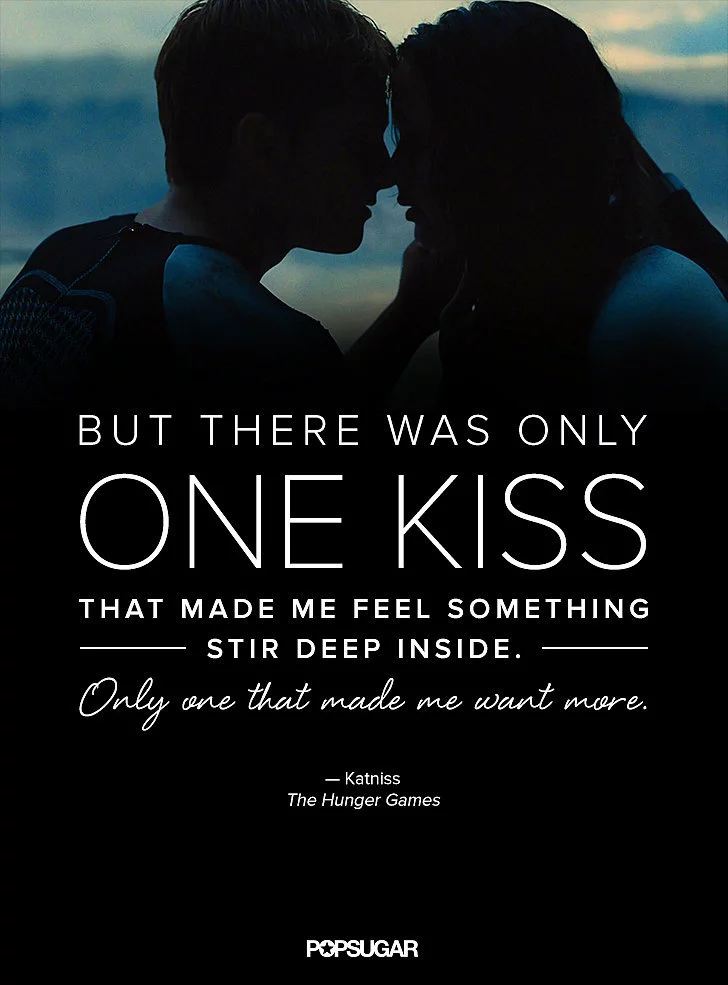 BUT THERE WAS ONLY
ONE KISS
THAT MADE ME FEEL SOMETHING
STIR DEEP INSIDE.
Only one that made me want more.
— Katniss
The Hunger Games
POPSUGAR